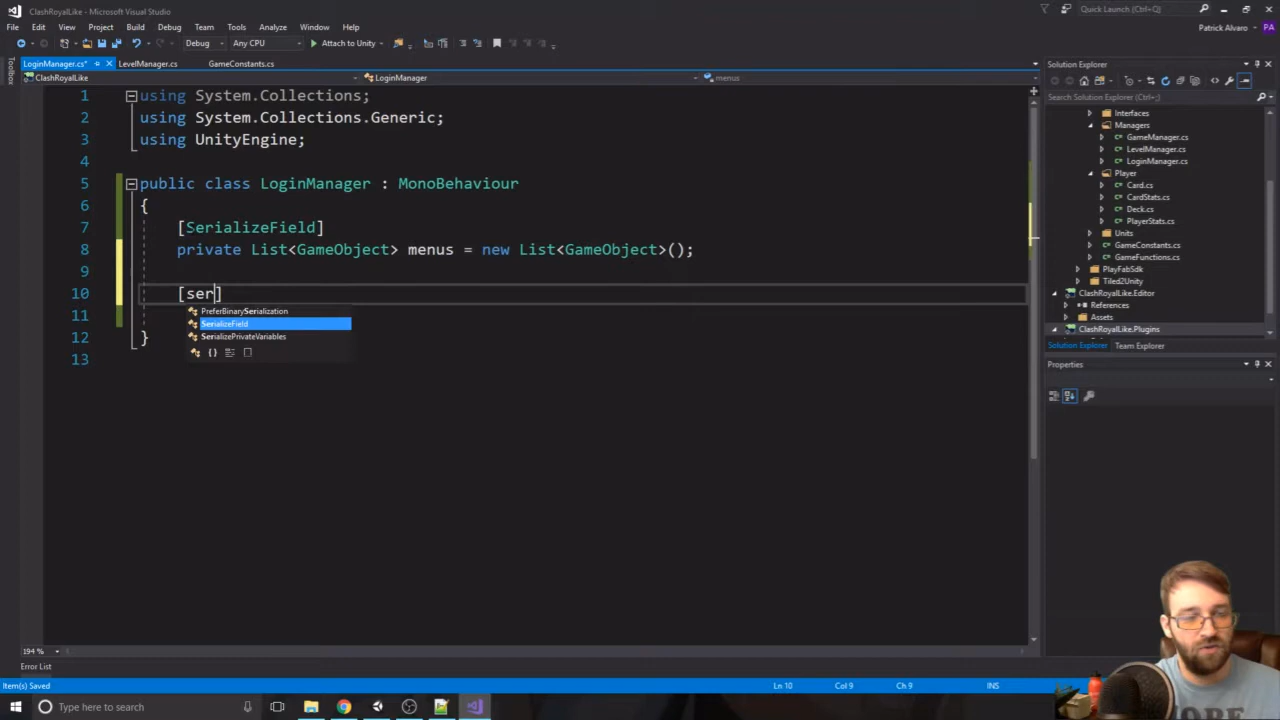 ClashRoyalLike - Microsoft Visual Studio
Quick Launch (Ctrl+Q)
File Edit View Project Build Debug Team Tools Analyze Window Help
Patrick Alvaro PA
Debug Any CPU Attach to Unity
Toolbox
LoginManager.cs* LevelManager.cs GameConstants.cs
ClashRoyalLike LoginManager menus
1 using System.Collections;
2 using System.Collections.Generic;
3 using UnityEngine;
4
5 public class LoginManager : MonoBehaviour
6 {
7 [SerializeField]
8 private List<GameObject> menus = new List<GameObject>();
9
10 [ser]
11
12 }
13
PreferBinarySerialization
SerializeField
SerializePrivateVariables
{}
Solution Explorer
Search Solution Explorer (Ctrl+;)
Interfaces
Managers
GameManager.cs
LevelManager.cs
LoginManager.cs
Player
Card.cs
CardStats.cs
Deck.cs
PlayerStats.cs
Units
GameConstants.cs
GameFunctions.cs
PlayFabSdk
Tiled2Unity
ClashRoyalLike.Editor
References
Assets
ClashRoyalLike.Plugins
Solution Explorer Team Explorer
Properties
194 %
Error List
Item(s) Saved Ln 10 Col 9 Ch 9 INS
Type here to search